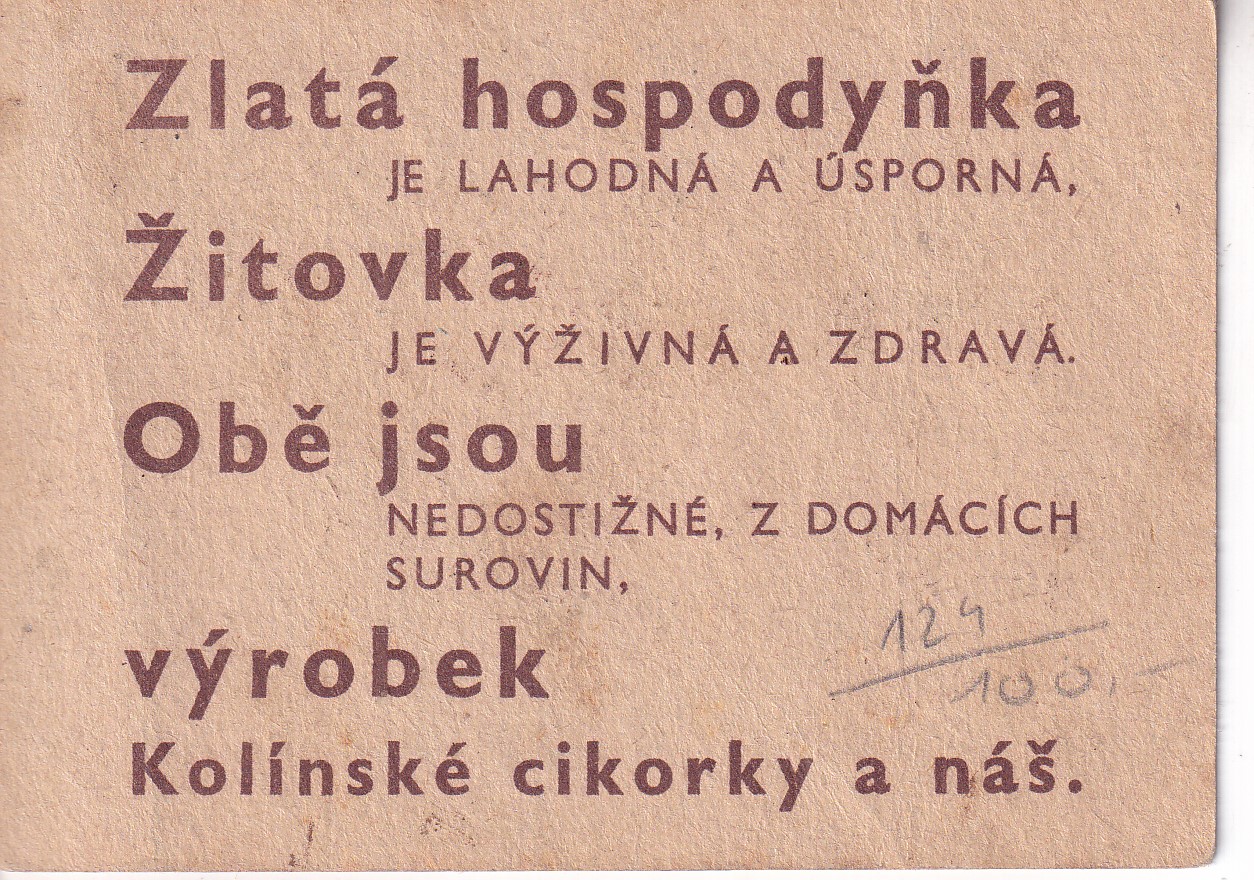 Zlatá hospodyňka
JE LAHODNÁ A ÚSPORNÁ,
Žitovka
JE VÝŽIVNÁ A ZDRAVÁ.
Obě jsou
NEDOSTIŽNÉ, Z DOMÁCÍCH
SUROVIN,
výrobek
Kolínské cikorky a náš.
124
100,-